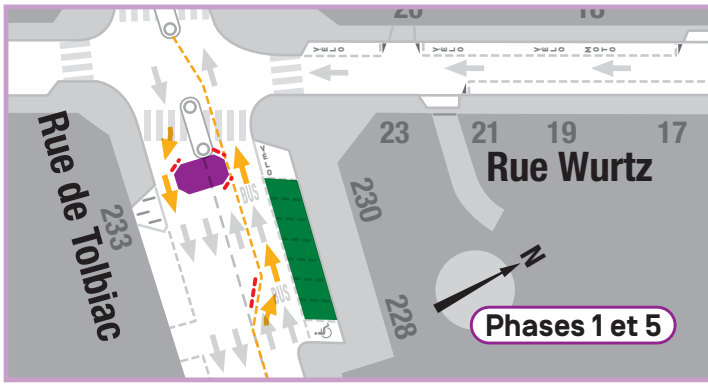 20
18
VELO
VELO
VELO
MOTO
23
21
19
17
Rue Wurtz
Rue de Tolbiac
233
VELO
BUS
230
BUS
228
N
Phases 1 et 5